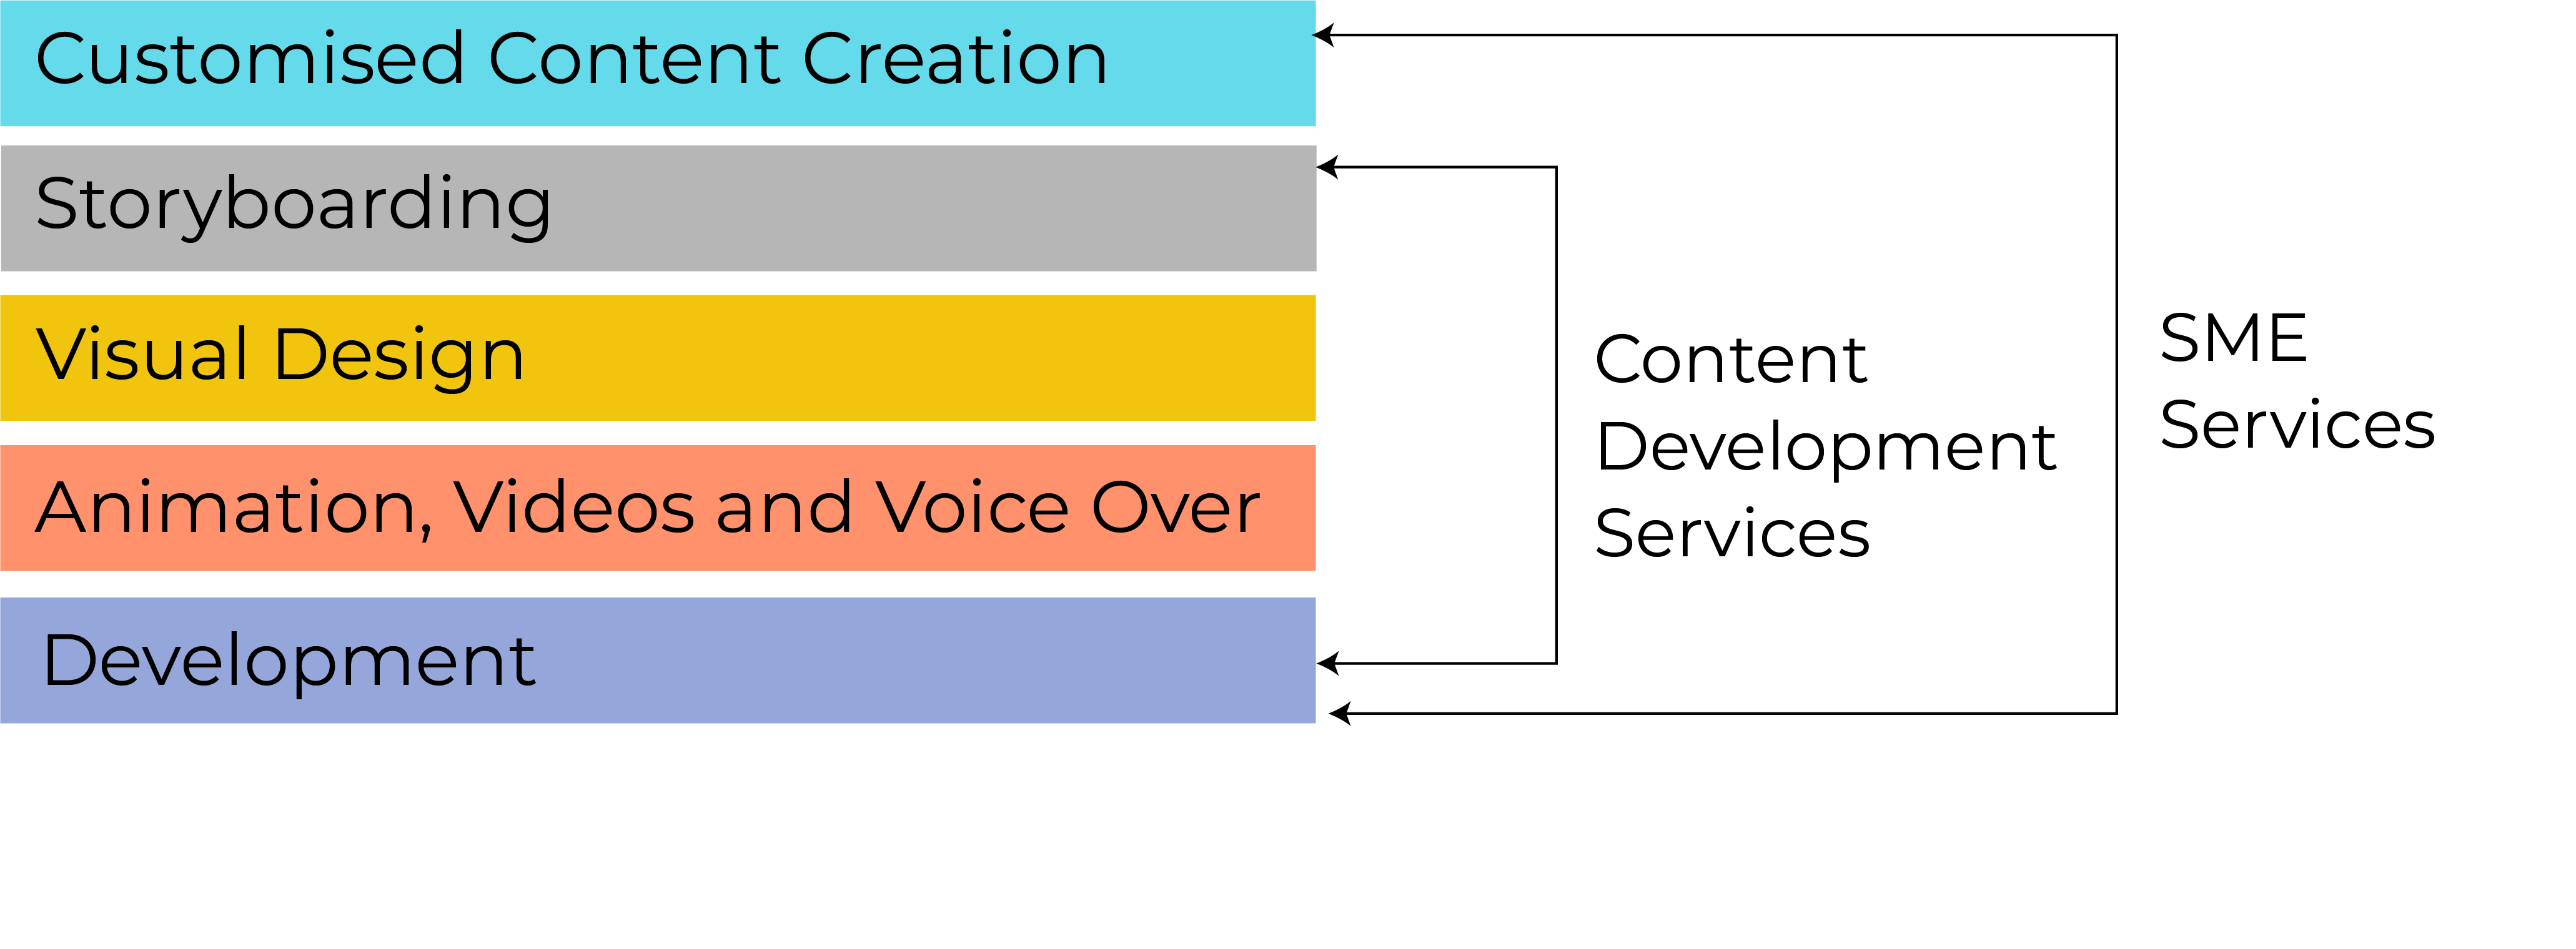 Customised Content Creation
Storyboarding
Visual Design
Animation, Videos and Voice Over
Development
Content
Development
Services
SME
Services